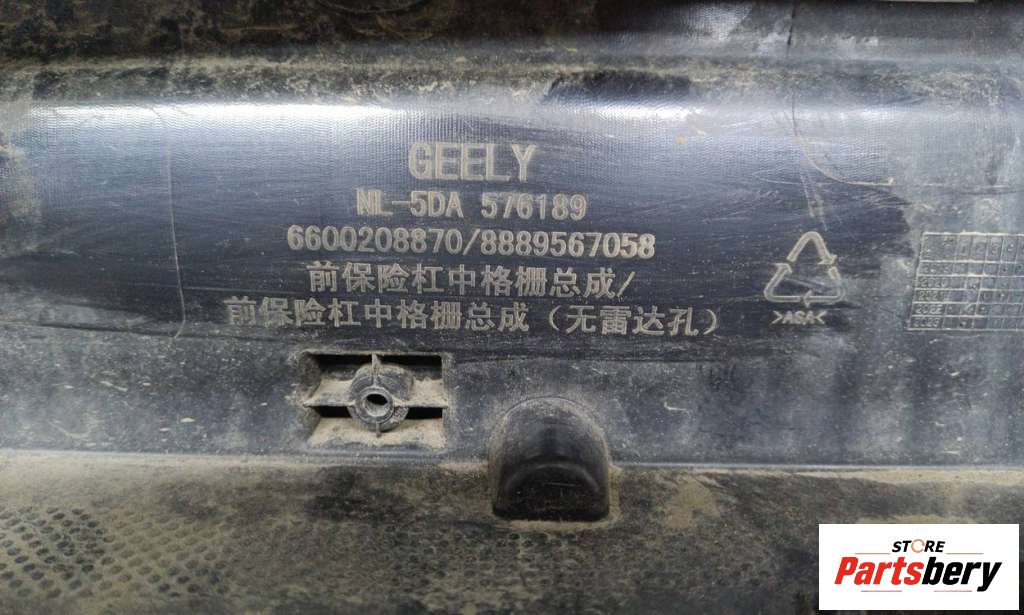 GEELY
NL-5DA 576189
6600208870/8889567058
前保险杠中格栅总成/
前保险杠中格栅总成（无雷达孔）
>ASA<
STORE
Partsbery